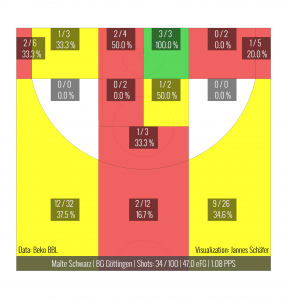 1 / 3
33.3 %
2 / 4
50.0 %
3 / 3
100.0 %
0 / 2
0.0 %
2 / 6
33.3 %
1 / 5
20.0 %
0 / 0
0.0 %
0 / 2
0.0 %
1 / 2
50.0 %
0 / 0
0.0 %
1 / 3
33.3 %
12 / 32
37.5 %
2 / 12
16.7 %
9 / 26
34.6 %
Data: Beko BBL
Visualization: Jannes Schäfer
Malte Schwarz | BG Göttingen | Shots: 34 / 100 | 47.0 eFG | 1.08 PPS